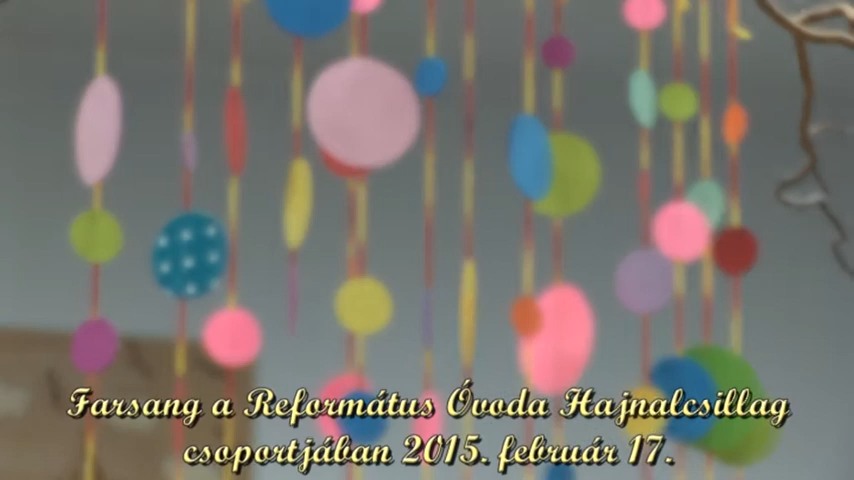 Farsang a Református Óvoda Hajnalcsillag
csoportjában 2015. február 17.